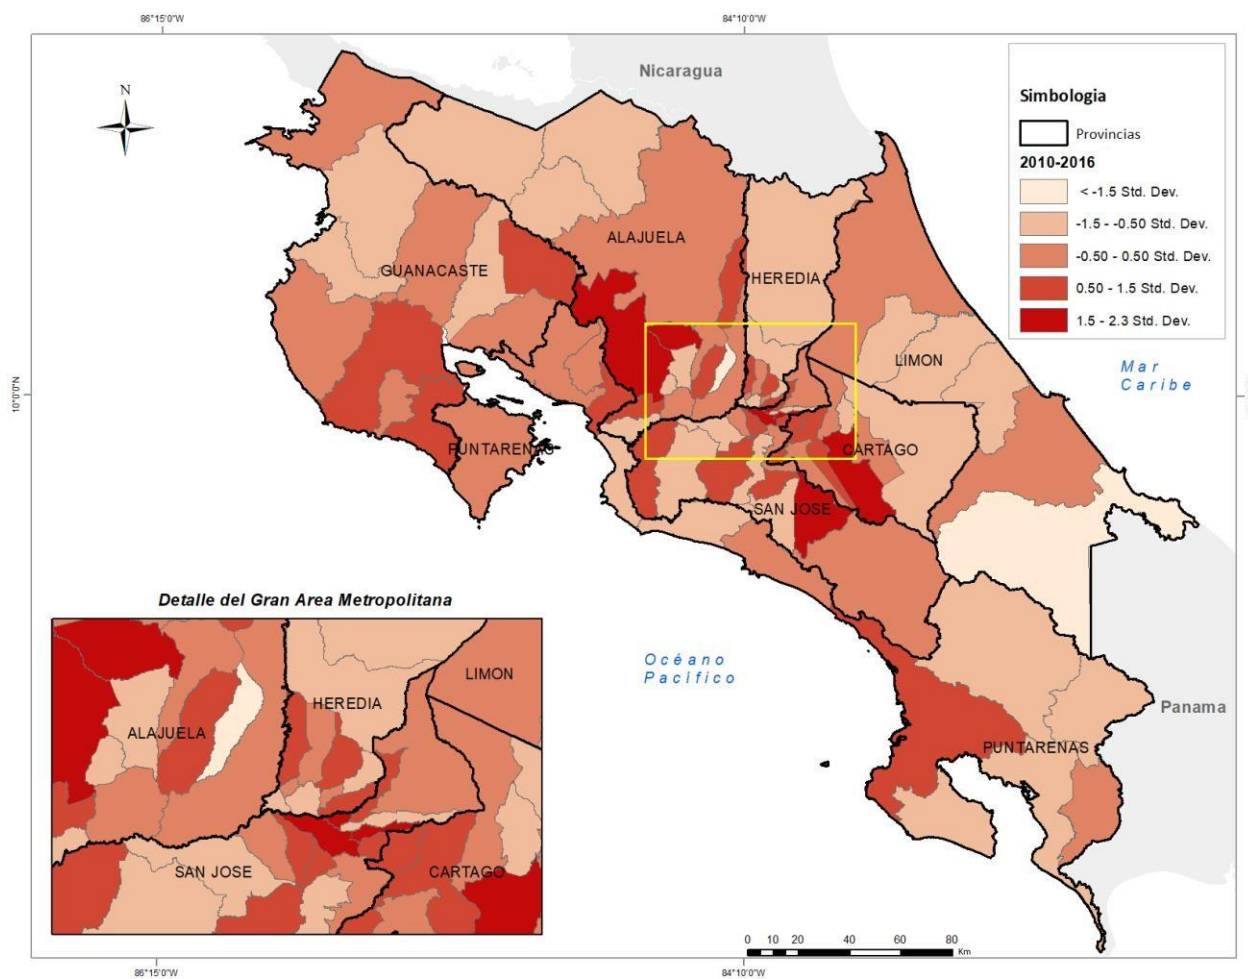 86°15'0"W
84°10'0"W
N
Nicaragua
Simbologia
Provincias
2010-2016
< -1.5 Std. Dev.
-1.5 - -0.50 Std. Dev.
-0.50 - 0.50 Std. Dev.
0.50 - 1.5 Std. Dev.
1.5 - 2.3 Std. Dev.
ALAJUELA
HEREDIA
GUANACASTE
LIMON
Mar
Caribe
10°0'0"N
PUNTARENAS
CARTAGO
SAN JOSE
Detalle del Gran Area Metropolitana
Océano
Pacífico
LIMON
HEREDIA
ALAJUELA
SAN JOSE
CARTAGO
Panama
PUNTARENAS
0 10 20 40 60 80
Km
86°15'0"W
84°10'0"W